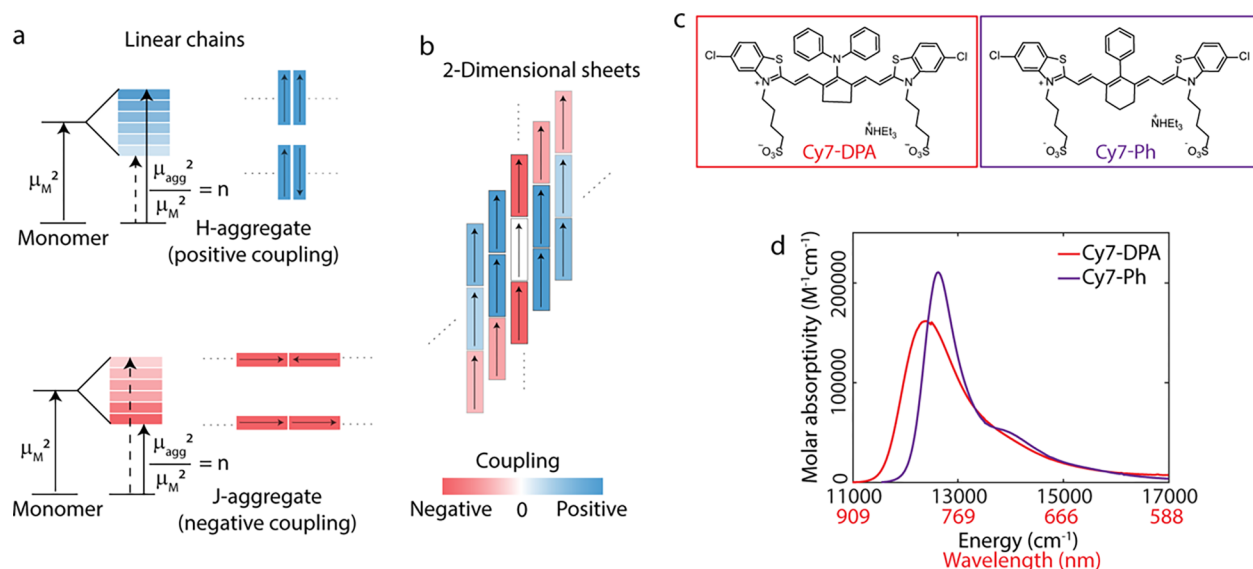 a
Linear chains
μM²
μagg²
μM²
= n
Monomer
H-aggregate
(positive coupling)
μM²
μagg²
μM²
= n
Monomer
J-aggregate
(negative coupling)
b
2-Dimensional sheets
Coupling
Negative 0 Positive
c
Cl
S
N
+
N
S
N
Cl
NHEt3
+
-O3S
SO3-
Cy7-DPA
Cl
S
N
+
S
N
Cl
NHEt3
+
-O3S
SO3-
Cy7-Ph
d
Cy7-DPA
Cy7-Ph
Molar absorptivity (M-1cm-1)
200000
100000
0
11000 13000 15000 17000
909 769 666 588
Energy (cm-1)
Wavelength (nm)